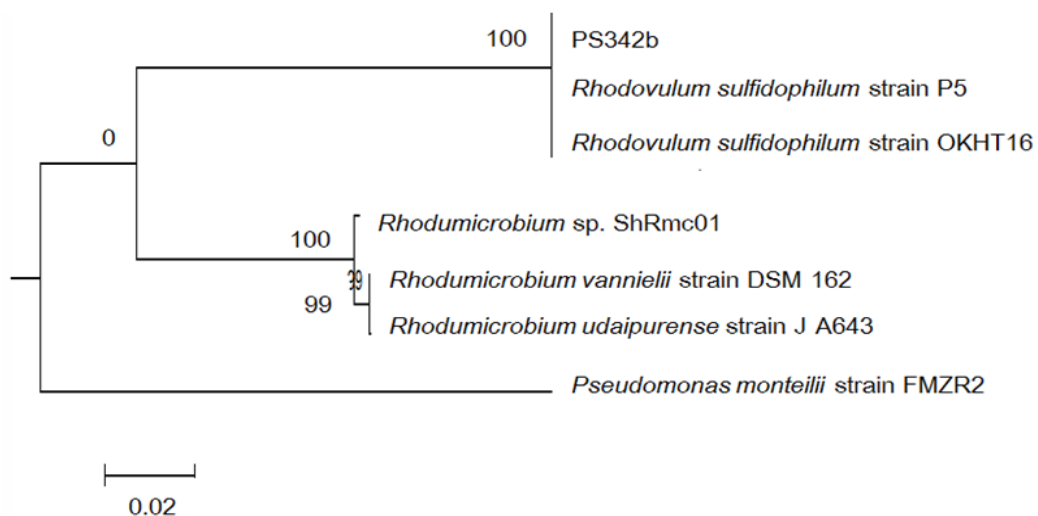 100
PS342b
Rhodovulum sulfidophilum strain P5
0
Rhodovulum sulfidophilum strain OKHT16
Rhodumicrobium sp. ShRmc01
100
99
Rhodumicrobium vannielii strain DSM 162
99
Rhodumicrobium udaipurense strain J A643
Pseudomonas monteilii strain FMZR2
0.02